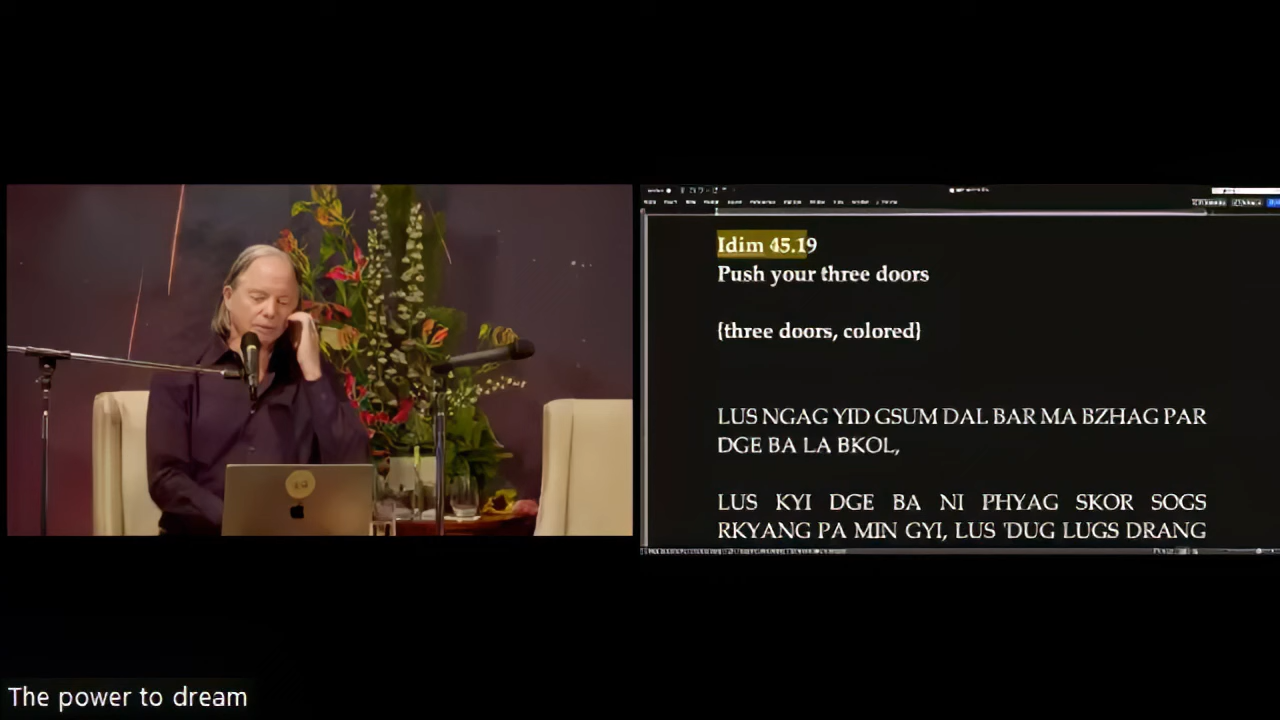 Idim 45.19
Push your three doors
{three doors, colored}
LUS NGAG YID GSUM DAL BAR MA BZHAG PAR
DGE BA LA BKOL,
LUS KYI DGE BA NI PHYAG SKOR SOGS
RKYANG PA MIN GYI, LUS 'DUG LUGS DRANG
The power to dream